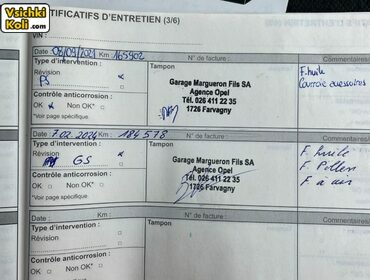 Vsichki
Koli.com
RTIFICATIFS D'ENTRETIEN (3/6)
VIN :
Date : 08/09/2021 Km : 165902
N° de facture :
Type d'intervention :
Révision
PS
Contrôle anticorrosion :
OK Non OK*
*Voir page spécifique
Tampon
Garage Margueron Fils SA
Agence Opel
Tél. 026 411 22 35
1726 Farvagny
Commentaires
F. huile
Courroie accessoires
Date : 7.02.2024 Km : 184578
N° de facture :
Type d'intervention :
Révision
GS
Contrôle anticorrosion :
OK Non OK*
*Voir page spécifique
Tampon
Garage Margueron Fils SA
Agence Opel
Tél. 026 411 22 35
1726 Farvagny
Commentaires
F. huile
F. Pollen
F. à air
Date : Km :
N° de facture :
Type d'intervention :
Révision
Contrôle anticorrosion :
OK Non OK*
Tampon
Commentaires